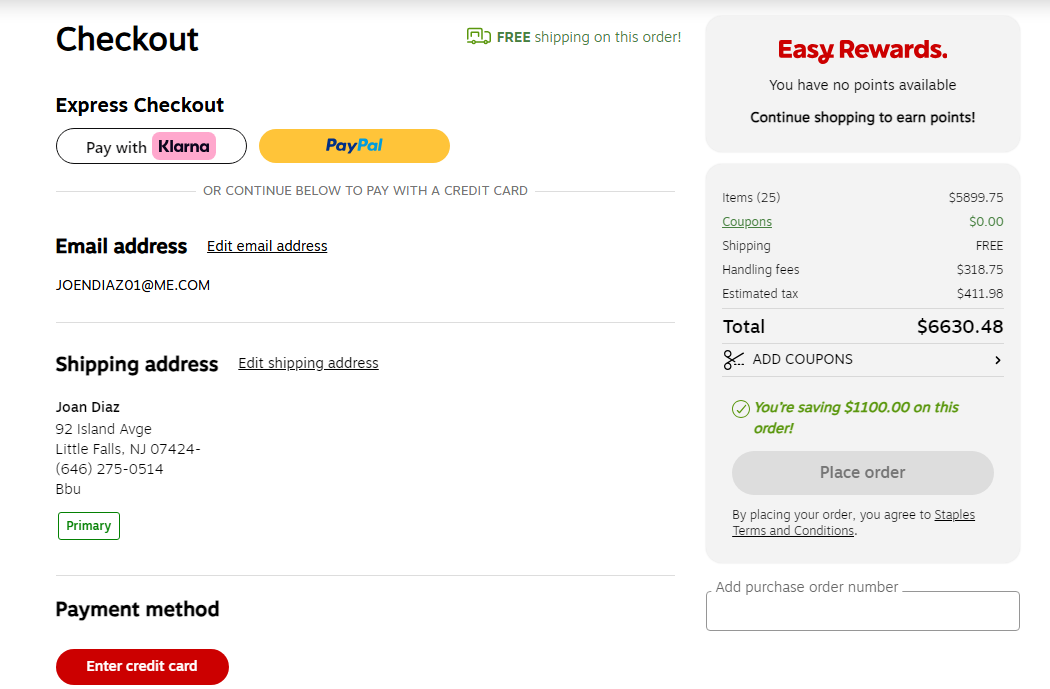 Checkout
FREE shipping on this order!
Express Checkout
Pay with Klarna
PayPal
OR CONTINUE BELOW TO PAY WITH A CREDIT CARD
Email address Edit email address
JOENDIAZ01@ME.COM
Shipping address Edit shipping address
Joan Diaz
92 Island Avge
Little Falls, NJ 07424-
(646) 275-0514
Bbu
Primary
Payment method
Enter credit card
Easy Rewards.
You have no points available
Continue shopping to earn points!
Items (25) $5899.75
Coupons $0.00
Shipping FREE
Handling fees $318.75
Estimated tax $411.98
Total $6630.48
ADD COUPONS
You're saving $1100.00 on this
order!
Place order
By placing your order, you agree to Staples
Terms and Conditions.
Add purchase order number